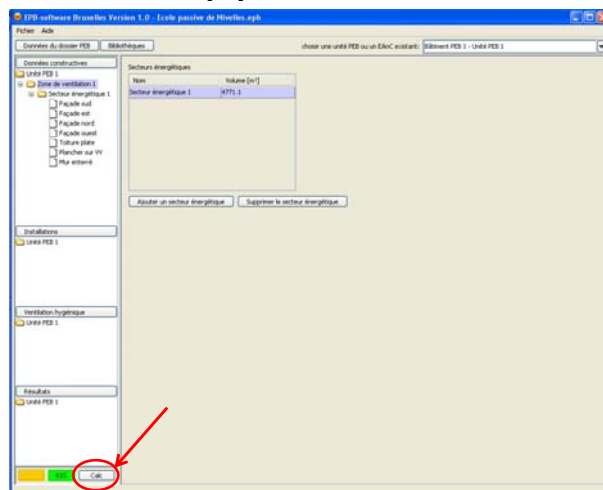 EPB-software Bruxelles Version 1.0 - Ecole passive de Nivelles.epb
Fichier Aide
Données du dossier PEB
Bibliothèques
choisir une unité PEB ou un EAnC existant:
Bâtiment PEB 1 - Unité PEB 1
Données constructives
Unité PEB 1
Zone de ventilation 1
Secteur énergétique 1
Façade sud
Façade est
Façade nord
Façade ouest
Toiture plate
Plancher sur VV
Mur enterré
Secteurs énergétiques
Nom Volume [m³]
Secteur énergétique 1 4771.1
Ajouter un secteur énergétique
Supprimer le secteur énergétique
Installations
Unité PEB 1
Ventilation hygiénique
Unité PEB 1
Résultats
Unité PEB 1
Calc